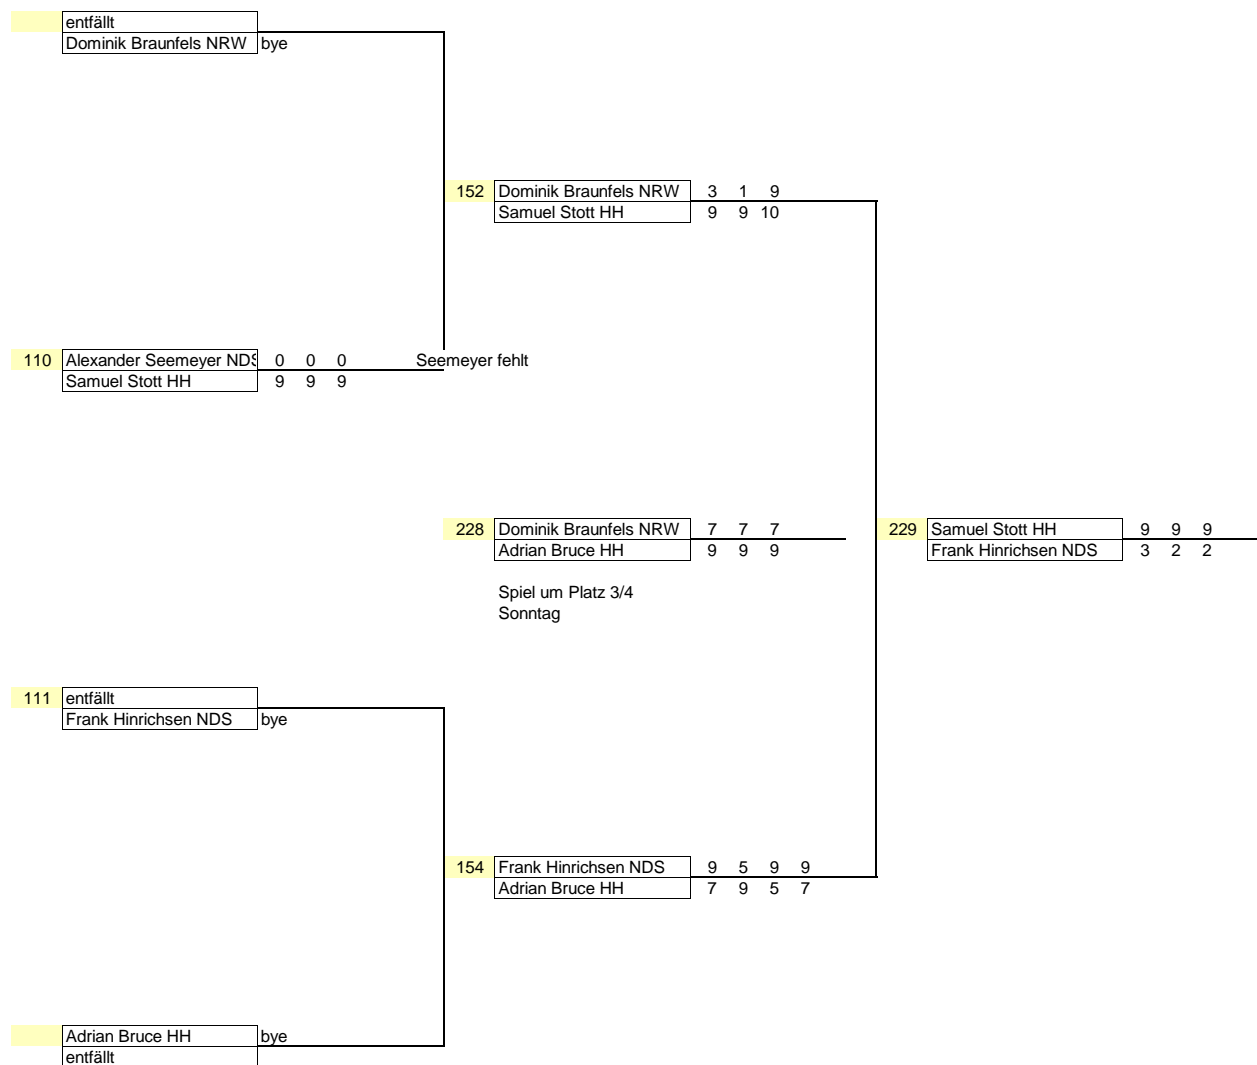 entfällt
Dominik Braunfels NRW bye
152 Dominik Braunfels NRW 3 1 9
Samuel Stott HH 9 9 10
110 Alexander Seemeyer NDS 0 0 0 Seemeyer fehlt
Samuel Stott HH 9 9 9
228 Dominik Braunfels NRW 7 7 7 229 Samuel Stott HH 9 9 9
Adrian Bruce HH 9 9 9 Frank Hinrichsen NDS 3 2 2
Spiel um Platz 3/4
Sonntag
111 entfällt
Frank Hinrichsen NDS bye
154 Frank Hinrichsen NDS 9 5 9 9
Adrian Bruce HH 7 9 5 7
Adrian Bruce HH bye
entfällt